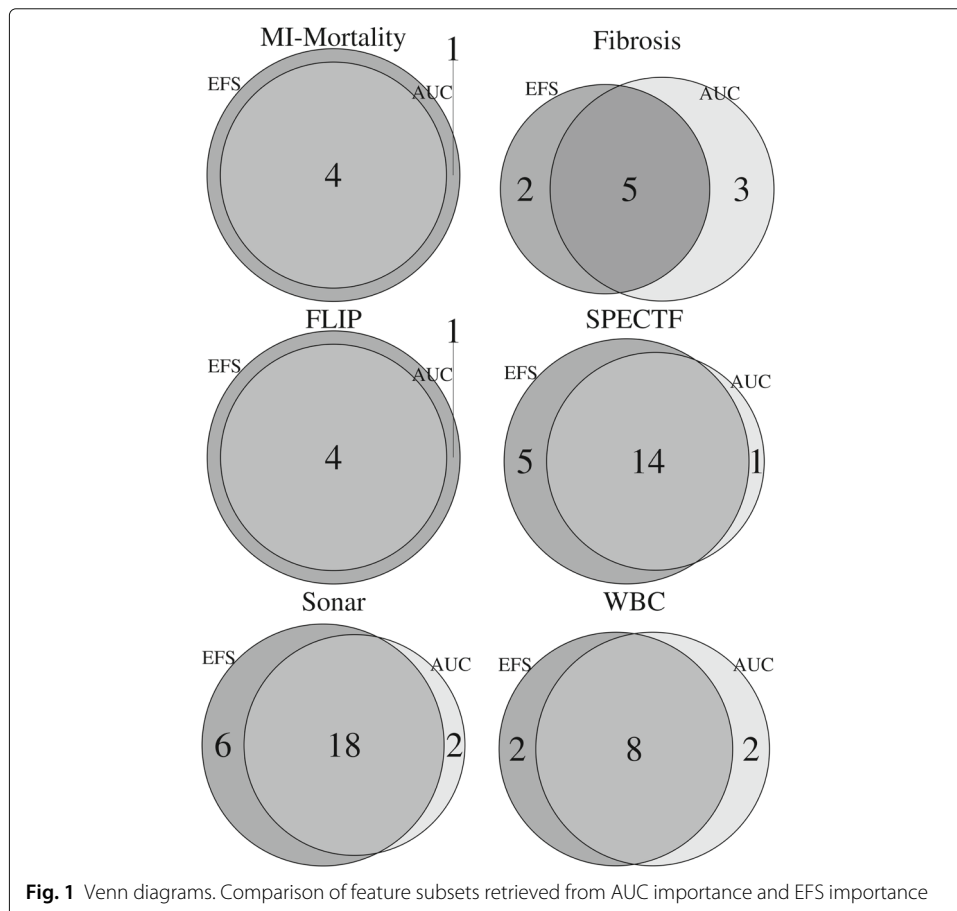 MI-Mortality
1
EFS
AUC
4
Fibrosis
EFS
AUC
2
5
3
FLIP
1
EFS
AUC
4
SPECTF
EFS
AUC
5
14
1
Sonar
EFS
AUC
6
18
2
WBC
EFS
AUC
2
8
2
Fig. 1 Venn diagrams. Comparison of feature subsets retrieved from AUC importance and EFS importance